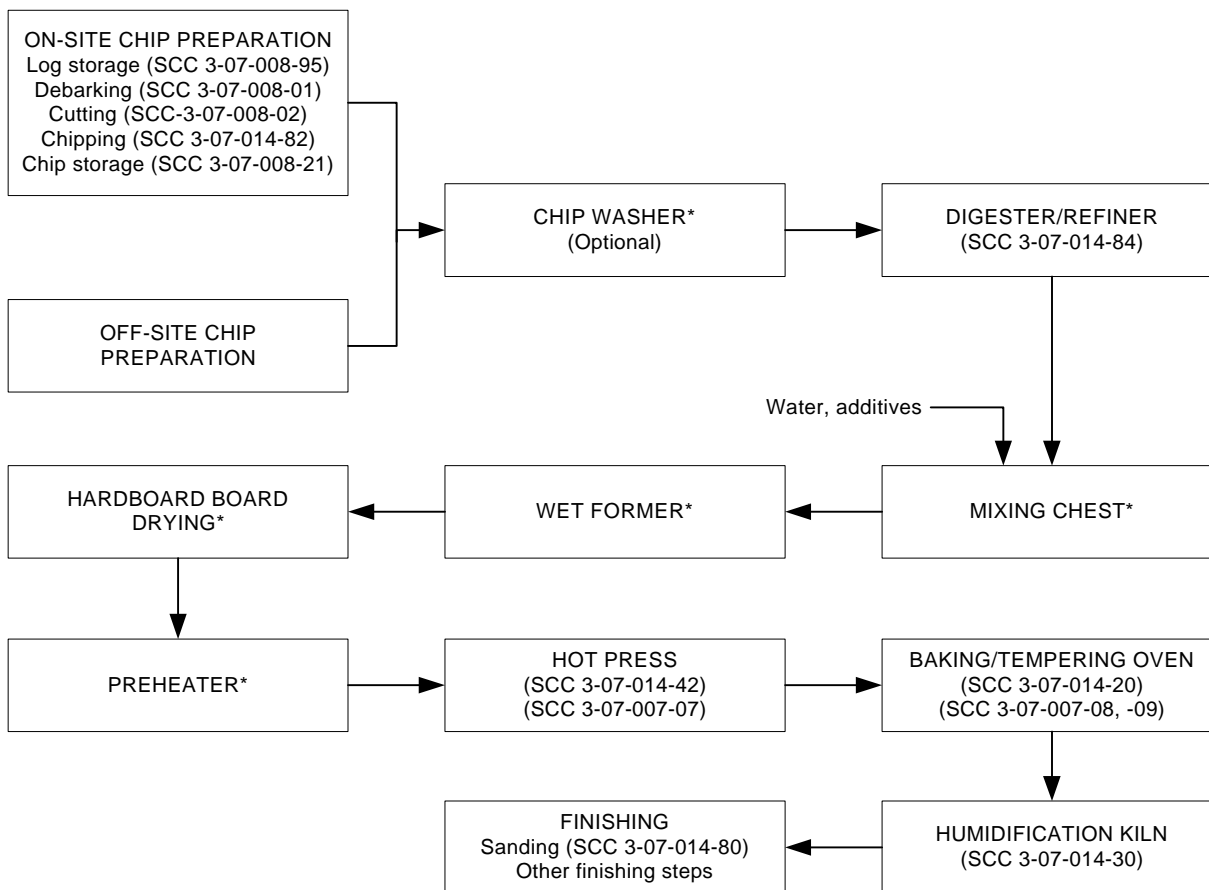 ON-SITE CHIP PREPARATION
Log storage (SCC 3-07-008-95)
Debarking (SCC 3-07-008-01)
Cutting (SCC-3-07-008-02)
Chipping (SCC 3-07-014-82)
Chip storage (SCC 3-07-008-21)
OFF-SITE CHIP
PREPARATION
CHIP WASHER*
(Optional)
DIGESTER/REFINER
(SCC 3-07-014-84)
Water, additives
MIXING CHEST*
WET FORMER*
HARDBOARD BOARD
DRYING*
PREHEATER*
HOT PRESS
(SCC 3-07-014-42)
(SCC 3-07-007-07)
BAKING/TEMPERING OVEN
(SCC 3-07-014-20)
(SCC 3-07-007-08, -09)
HUMIDIFICATION KILN
(SCC 3-07-014-30)
FINISHING
Sanding (SCC 3-07-014-80)
Other finishing steps